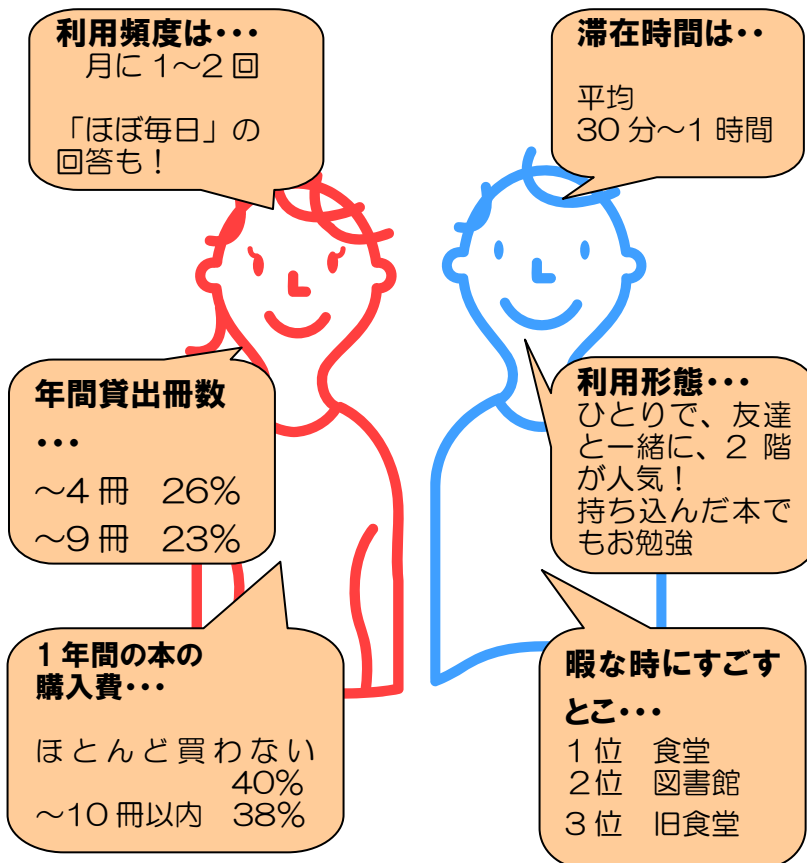 利用頻度は・・・
月に 1～2 回
「ほぼ毎日」の
回答も！
滞在時間は・・
平均
30 分～1 時間
年間貸出冊数
・・・
～4 冊 26%
～9 冊 23%
利用形態・・・
ひとりで、友達
と一緒に、2 階
が人気！
持ち込んだ本で
もお勉強
1 年間の本の
購入費・・・
ほとんど買わない
40%
～10 冊以内 38%
暇な時にすごす
とこ・・・
1 位 食堂
2位 図書館
3 位 旧食堂